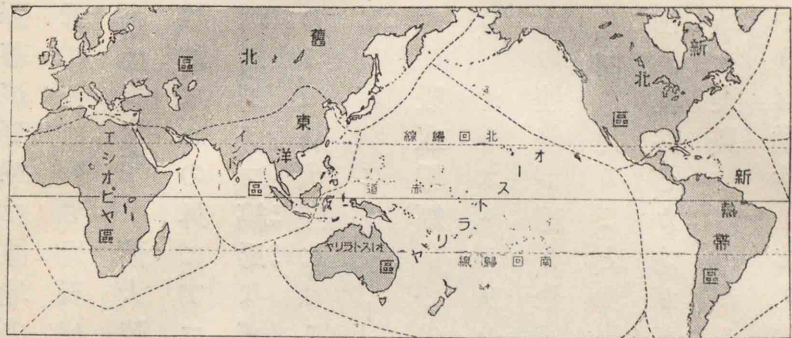 舊北區
新北區
東洋區
インド
エシオピヤ區
北回歸線
赤道
南回歸線
オーストラリヤ區
オーストラリヤ
新熱帶區